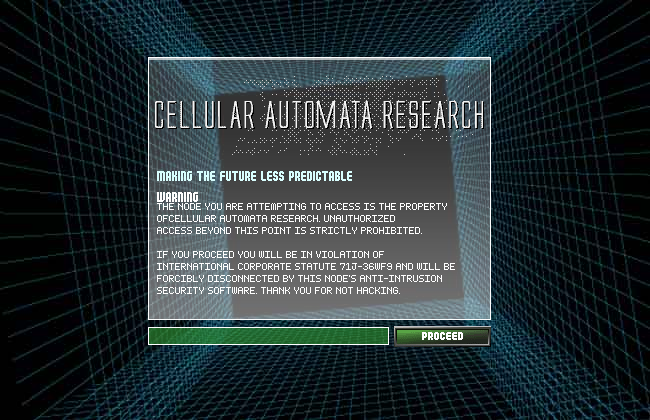 CELLULAR AUTOMATA RESEARCH
MAKING THE FUTURE LESS PREDICTABLE
WARNING
THE NODE YOU ARE ATTEMPTING TO ACCESS IS THE PROPERTY
OFCELLULAR AUTOMATA RESEARCH. UNAUTHORIZED
ACCESS BEYOND THIS POINT IS STRICTLY PROHIBITED.
IF YOU PROCEED YOU WILL BE IN VIOLATION OF
INTERNATIONAL CORPORATE STATUTE 71J-36WF9 AND WILL BE
FORCIBLY DISCONNECTED BY THIS NODE'S ANTI-INTRUSION
SECURITY SOFTWARE. THANK YOU FOR NOT HACKING.
PROCEED